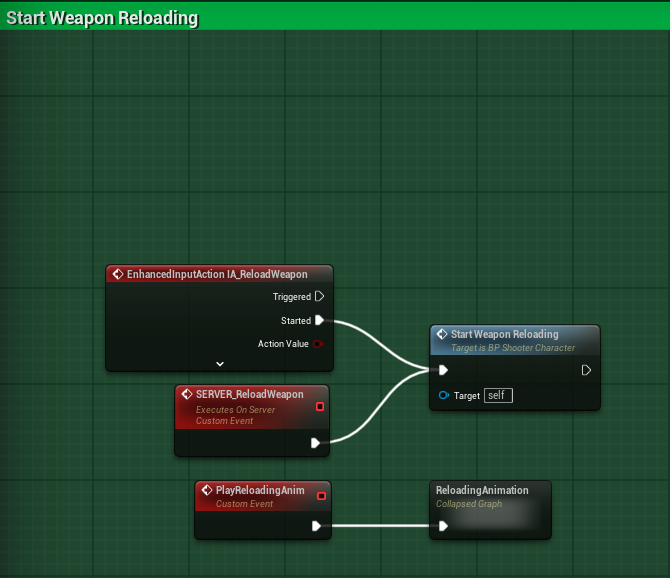 Start Weapon Reloading
EnhancedInputAction IA_ReloadWeapon
Triggered
Started
Action Value
Start Weapon Reloading
Target is BP Shooter Character
Target self
SERVER_ReloadWeapon
Executes On Server
Custom Event
PlayReloadingAnim
Custom Event
ReloadingAnimation
Collapsed Graph